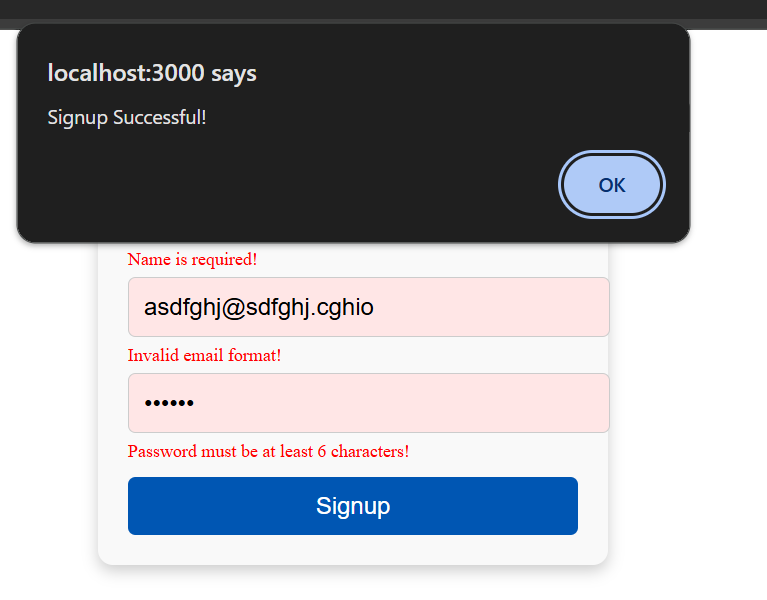 localhost:3000 says
Signup Successful!
OK
Name is required!
asdfghj@sdfghj.cghio
Invalid email format!
••••••
Password must be at least 6 characters!
Signup